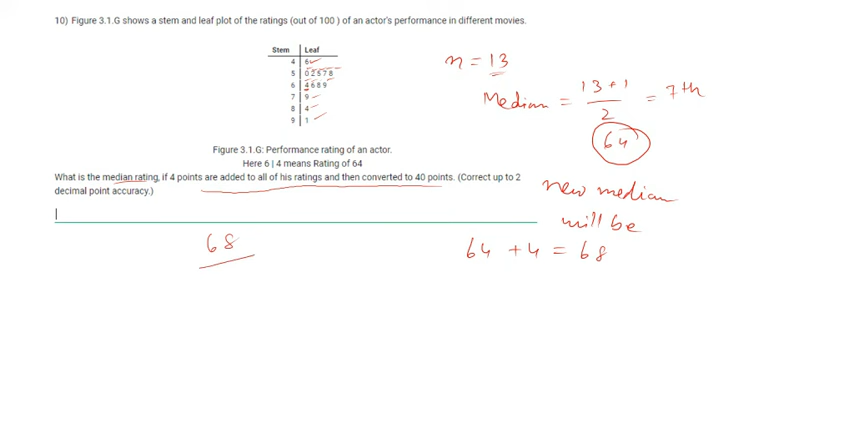 10) Figure 3.1.G shows a stem and leaf plot of the ratings (out of 100 ) of an actor's performance in different movies.
Stem Leaf
4 6
5 0 2 5 7 8
6 4 6 8 9
7 9
8 4
9 1
Figure 3.1.G: Performance rating of an actor.
Here 6 | 4 means Rating of 64
What is the median rating, if 4 points are added to all of his ratings and then converted to 40 points. (Correct up to 2
decimal point accuracy.)
68
n = 13
Median = 13+1 / 2 = 7th
64
new median
will be
64 + 4 = 68